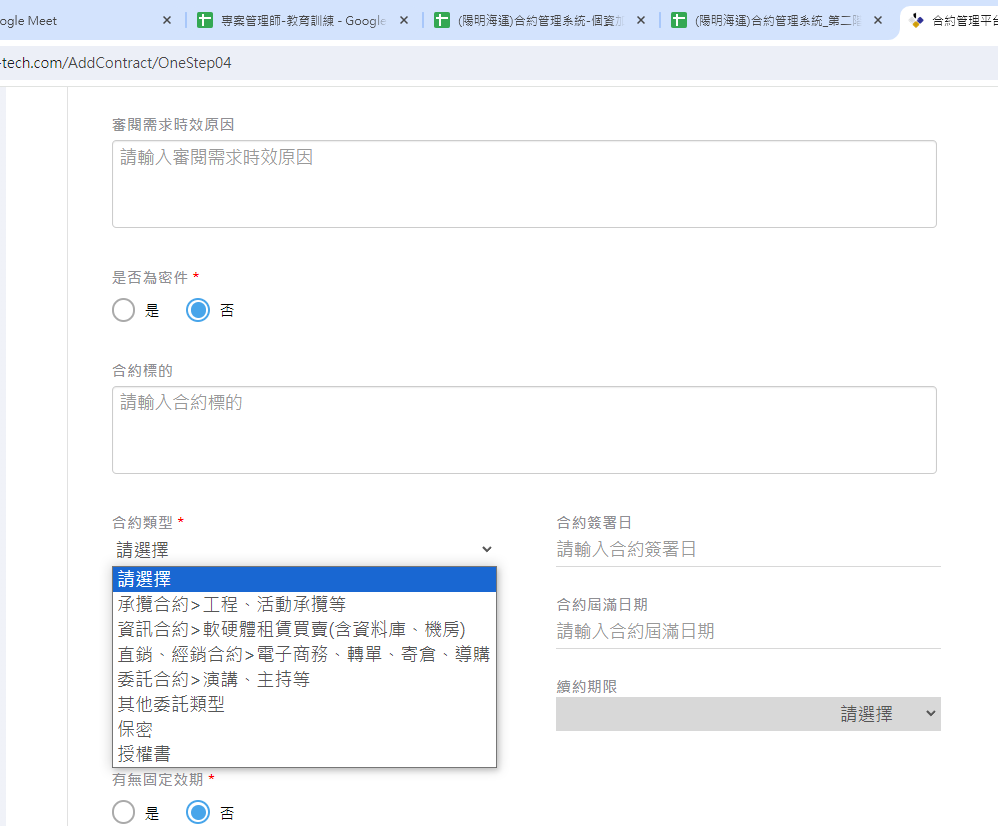 ogle Meet
專案管理師-教育訓練 - Google
(陽明海運)合約管理系統-個資加
(陽明海運)合約管理系統_第二階
合約管理平台
-tech.com/AddContract/OneStep04
審閱需求時效原因
請輸入審閱需求時效原因
是否為密件 *
是 否
合約標的
請輸入合約標的
合約類型 *
請選擇
請選擇
承攬合約>工程、活動承攬等
資訊合約>軟硬體租賃買賣(含資料庫、機房)
直銷、經銷合約>電子商務、轉單、寄倉、導購
委託合約>演講、主持等
其他委託類型
保密
授權書
合約簽署日
請輸入合約簽署日
合約屆滿日期
請輸入合約屆滿日期
續約期限
請選擇
有無固定效期 *
是 否